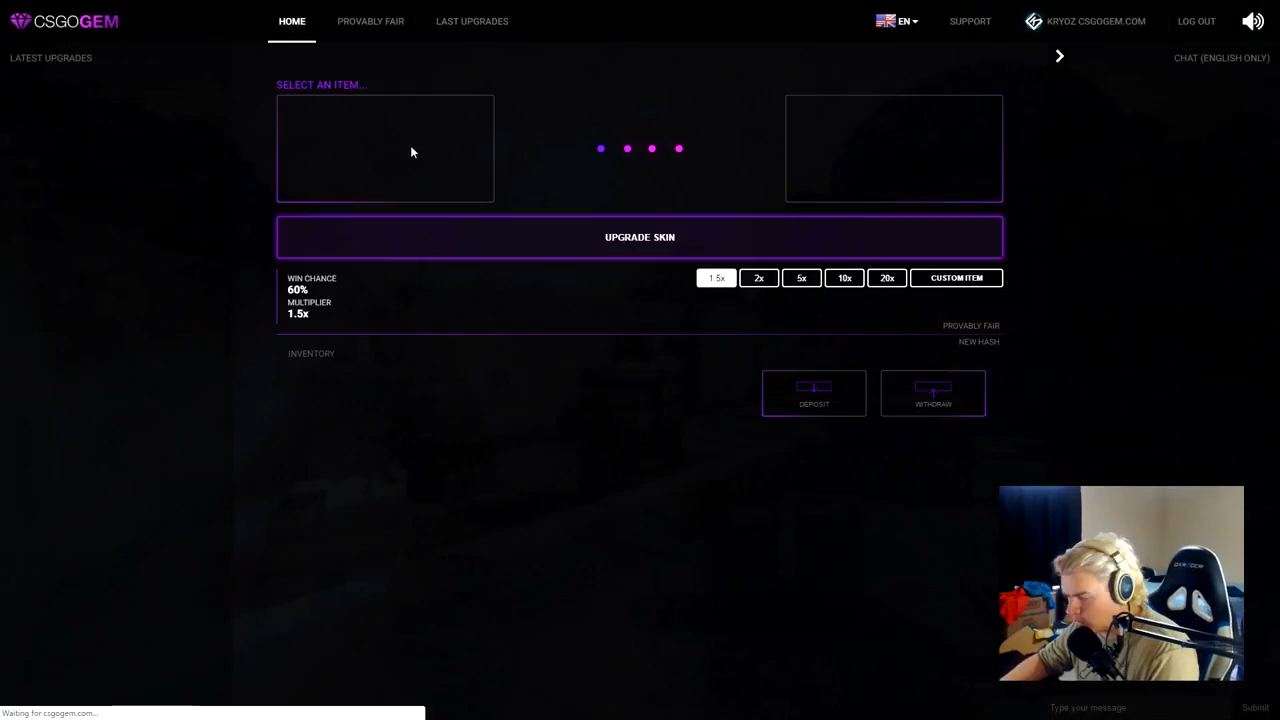 CSGOGEM
HOME
PROVABLY FAIR
LAST UPGRADES
EN
SUPPORT
KRYOZ CSGOGEM.COM
LOG OUT
LATEST UPGRADES
CHAT (ENGLISH ONLY)
SELECT AN ITEM...
UPGRADE SKIN
WIN CHANCE
60%
MULTIPLIER
1.5x
1.5x
2x
5x
10x
20x
CUSTOM ITEM
PROVABLY FAIR
NEW HASH
INVENTORY
DEPOSIT
WITHDRAW
Waiting for csgogem.com...
Type your message
Submit